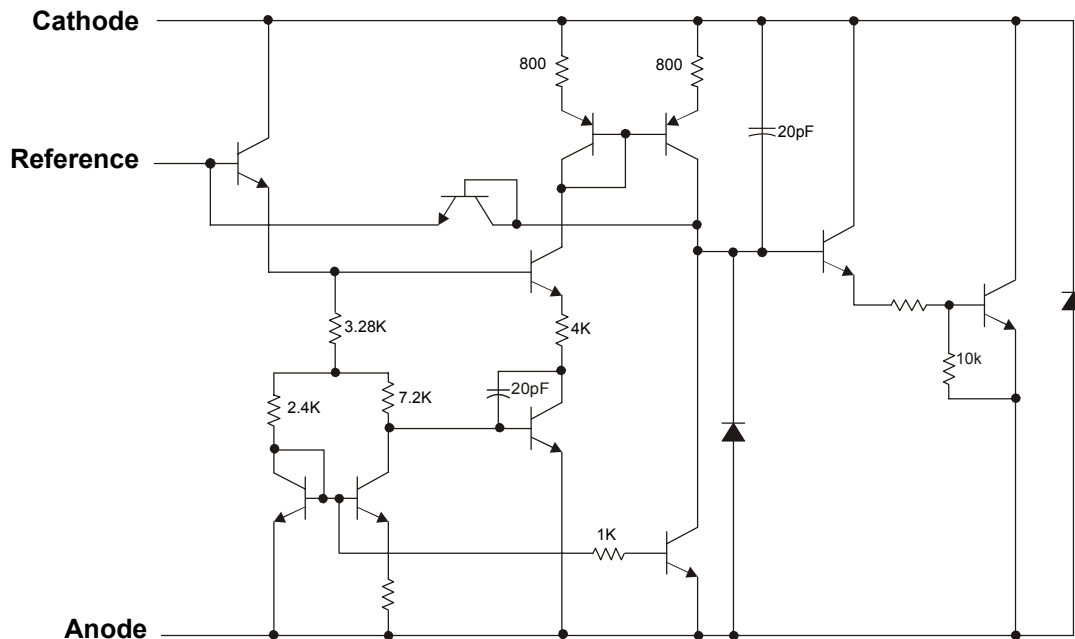 Cathode
800
800
20pF
Reference
3.28K
4K
2.4K
7.2K
20pF
10k
1K
Anode